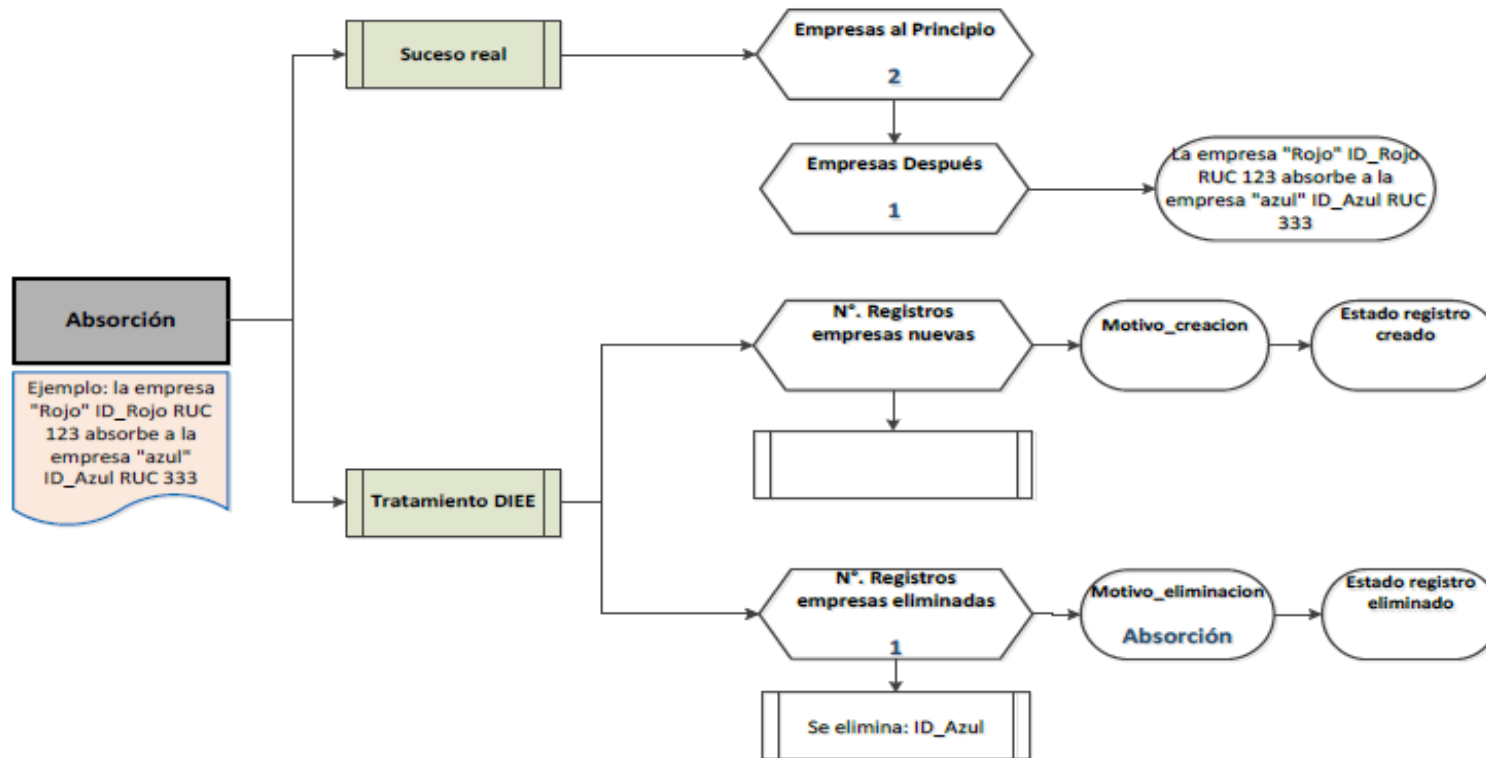 Suceso real
Empresas al Principio
2
Empresas Después
1
La empresa "Rojo" ID_Rojo
RUC 123 absorbe a la
empresa "azul" ID_Azul RUC
333
Absorción
Ejemplo: la empresa
"Rojo" ID_Rojo RUC
123 absorbe a la
empresa "azul"
ID_Azul RUC 333
Tratamiento DIEE
N°. Registros
empresas nuevas
Motivo_creacion
Estado registro
creado
N°. Registros
empresas eliminadas
1
Motivo_eliminacion
Absorción
Estado registro
eliminado
Se elimina: ID_Azul